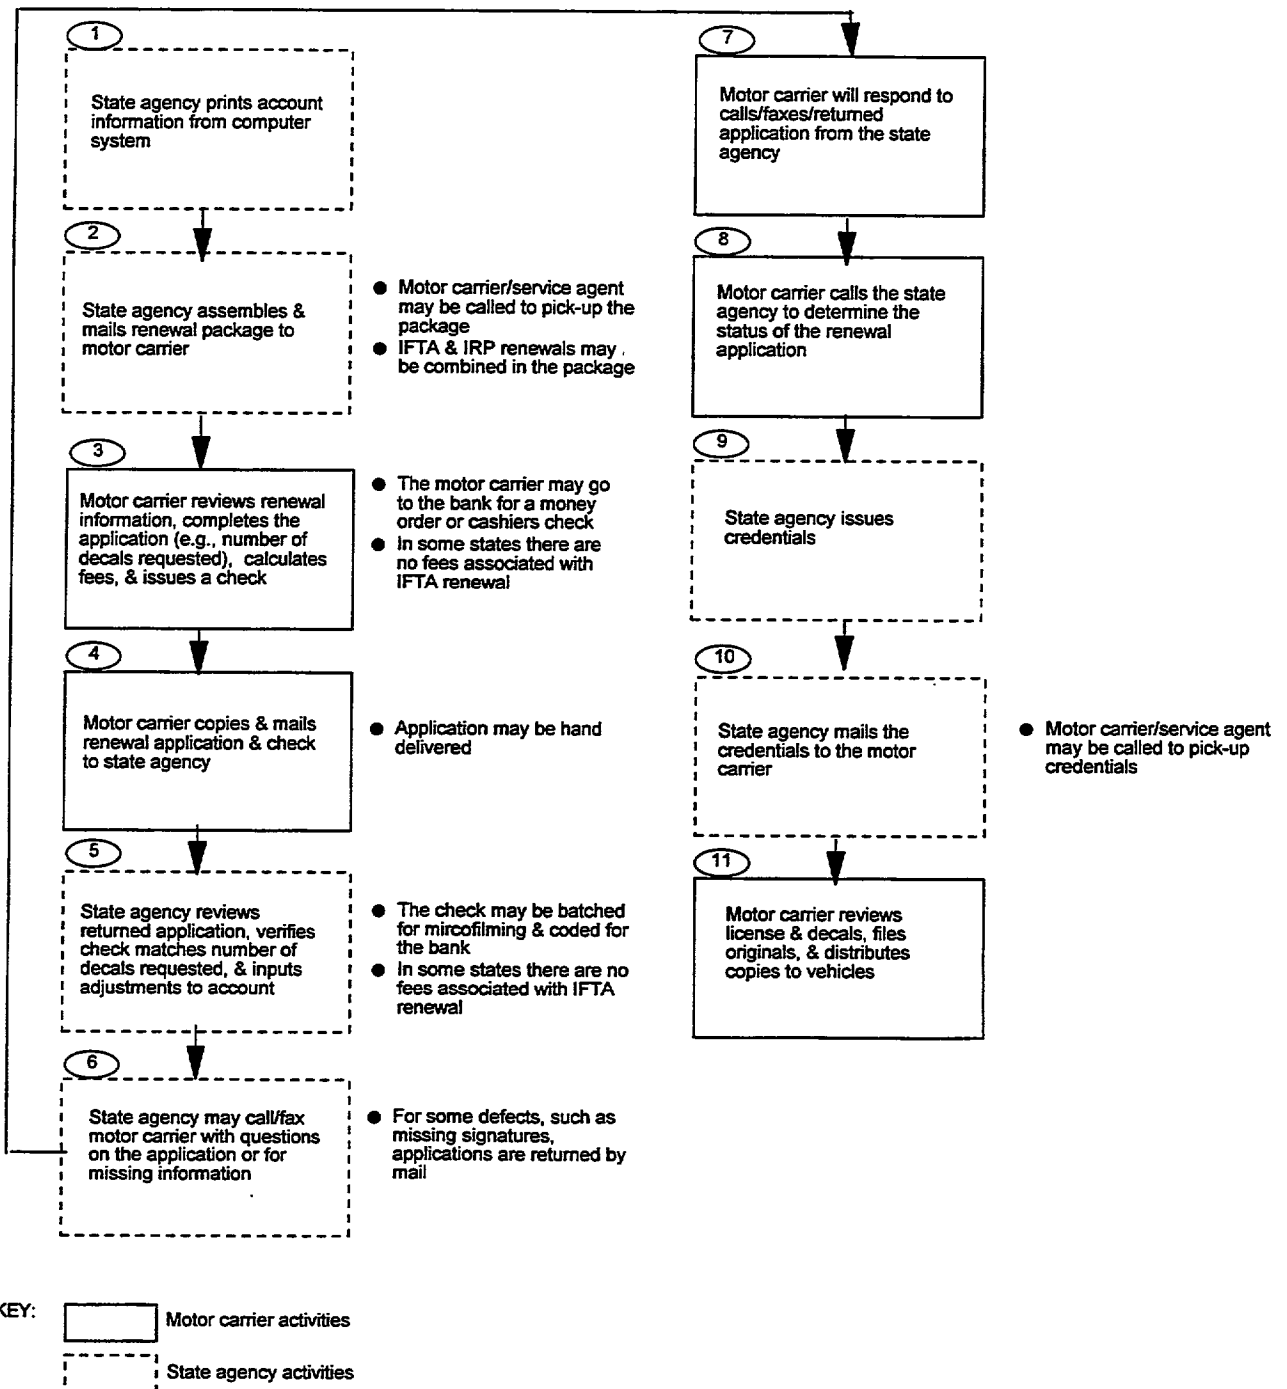 1
State agency prints account
information from computer
system
2
State agency assembles &
mails renewal package to
motor carrier
● Motor carrier/service agent
may be called to pick-up the
package
● IFTA & IRP renewals may
be combined in the package
3
Motor carrier reviews renewal
information, completes the
application (e.g., number of
decals requested), calculates
fees, & issues a check
● The motor carrier may go
to the bank for a money
order or cashiers check
● In some states there are
no fees associated with
IFTA renewal
4
Motor carrier copies & mails
renewal application & check
to state agency
● Application may be hand
delivered
5
State agency reviews
returned application, verifies
check matches number of
decals requested, & inputs
adjustments to account
● The check may be batched
for mircofilming & coded for
the bank
● In some states there are no
fees associated with IFTA
renewal
6
State agency may call/fax
motor carrier with questions
on the application or for
missing information
● For some defects, such as
missing signatures,
applications are returned by
mail
7
Motor carrier will respond to
calls/faxes/returned
application from the state
agency
8
Motor carrier calls the state
agency to determine the
status of the renewal
application
9
State agency issues
credentials
10
State agency mails the
credentials to the motor
carrier
● Motor carrier/service agent
may be called to pick-up
credentials
11
Motor carrier reviews
license & decals, files
originals, & distributes
copies to vehicles
KEY:
Motor carrier activities
State agency activities